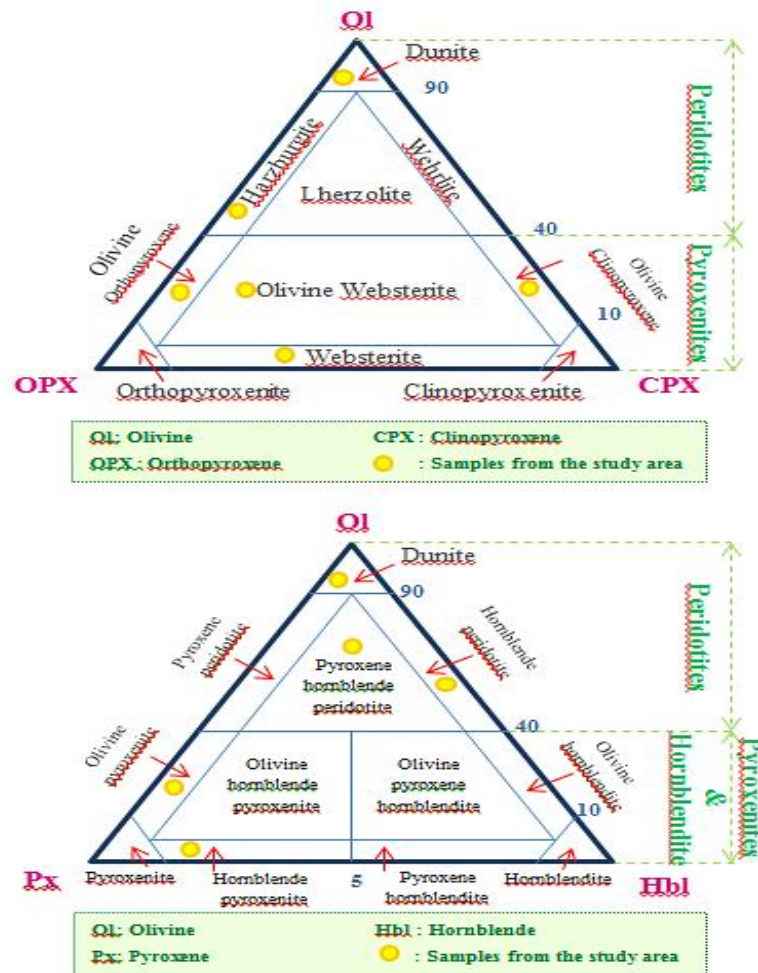 Ol
Dunite
90
Peridotites
Harzburgite
Wehrlite
Lherzolite
40
Olivine
Orthopyroxene
Olivine
Clinopyroxene
Olivine Websterite
Pyroxenites
10
Websterite
OPX
CPX
Orthopyroxenite
Clinopyroxenite
Ol: Olivine
CPX : Clinopyroxene
OPX : Orthopyroxene
: Samples from the study area
Ol
Dunite
90
Peridotites
Pyroxene
peridotite
Hornblende
peridotite
Pyroxene
hornblende
peridotite
40
Olivine
pyroxenite
Olivine
hornblende
pyroxenite
Olivine
pyroxene
hornblendite
Olivine
hornblendite
Pyroxenites
&
Hornblendite
10
Px
Pyroxenite
Hornblende
pyroxenite
5
Pyroxene
hornblendite
Hornblendite
Hbl
Ol: Olivine
Hbl : Hornblende
Px: Pyroxene
: Samples from the study area